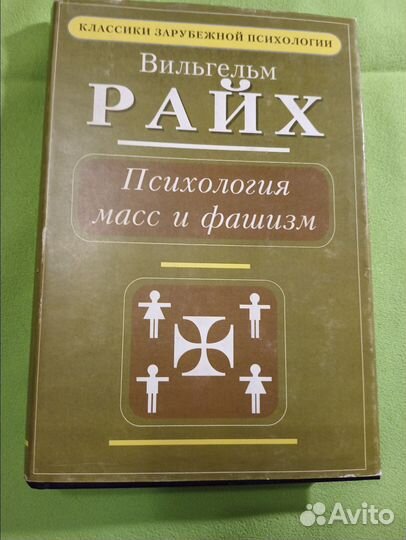 КЛАССИКИ ЗАРУБЕЖНОЙ ПСИХОЛОГИИ
Вильгельм
РАЙХ
Психология
масс и фашизм
Avito